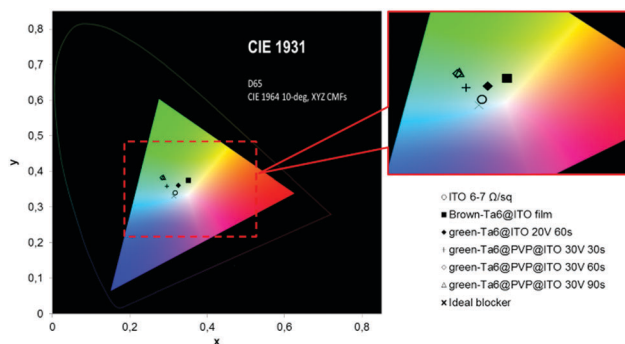 0,8
0,7
0,6
0,5
0,4
0,3
0,2
0,1
0
y
0
0,2
0,4
0,6
0,8
x
CIE 1931
D65
CIE 1964 10-deg, XYZ CMFs
ITO 6-7 Ω/sq
Brown-Ta6@ITO film
green-Ta6@ITO 20V 60s
green-Ta6@PVP@ITO 30V 30s
green-Ta6@PVP@ITO 30V 60s
green-Ta6@PVP@ITO 30V 90s
Ideal blocker